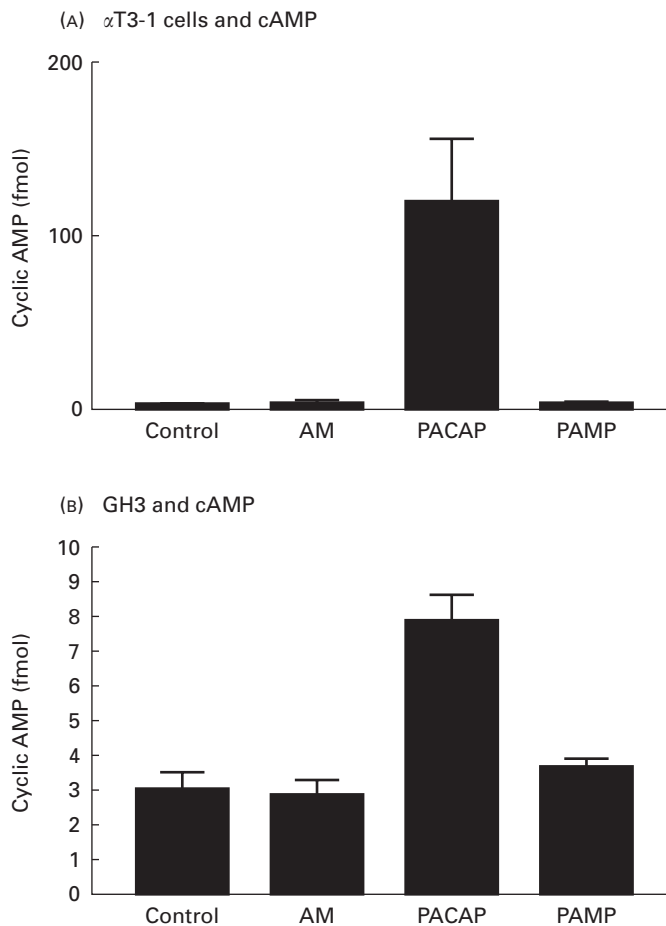 (A) αT3-1 cells and cAMP
200
100
0
Cyclic AMP (fmol)
Control AM PACAP PAMP
(B) GH3 and cAMP
10
9
8
7
6
5
4
3
2
1
0
Cyclic AMP (fmol)
Control AM PACAP PAMP